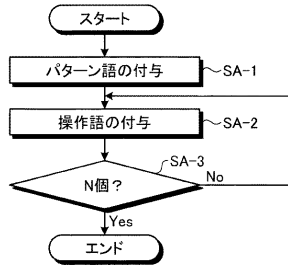 スタート
パターン語の付与
SA-1
操作語の付与
SA-2
SA-3
N個？
No
Yes
エンド